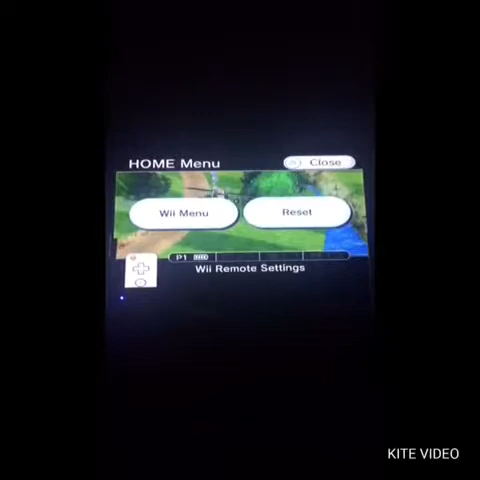 HOME Menu
Close
Wii Menu
Reset
P1
Wii Remote Settings
KITE VIDEO